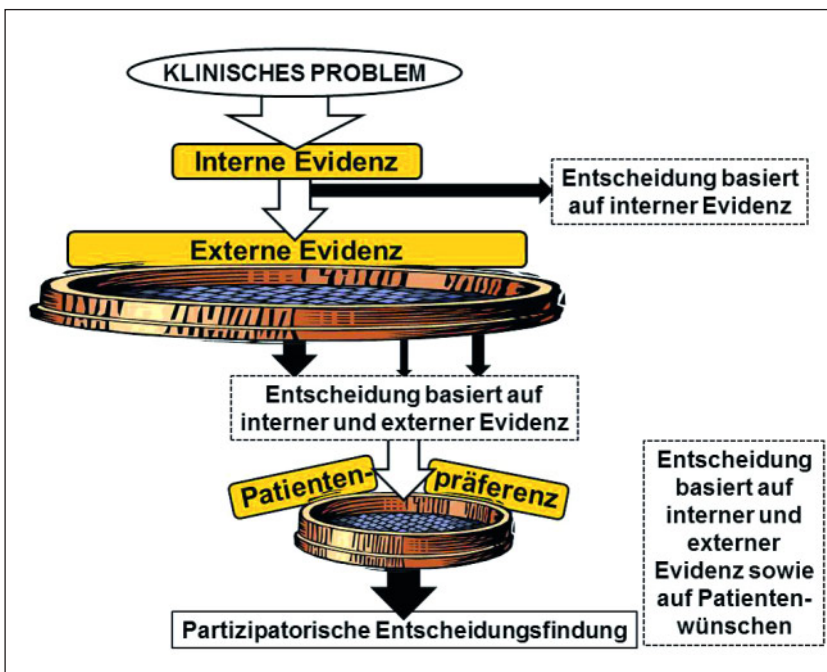 KLINISCHES PROBLEM
Interne Evidenz
Entscheidung basiert
auf interner Evidenz
Externe Evidenz
Entscheidung basiert auf
interner und externer Evidenz
Patienten-
präferenz
Entscheidung
basiert auf
interner und
externer
Evidenz sowie
auf Patienten-
wünschen
Partizipatorische Entscheidungsfindung